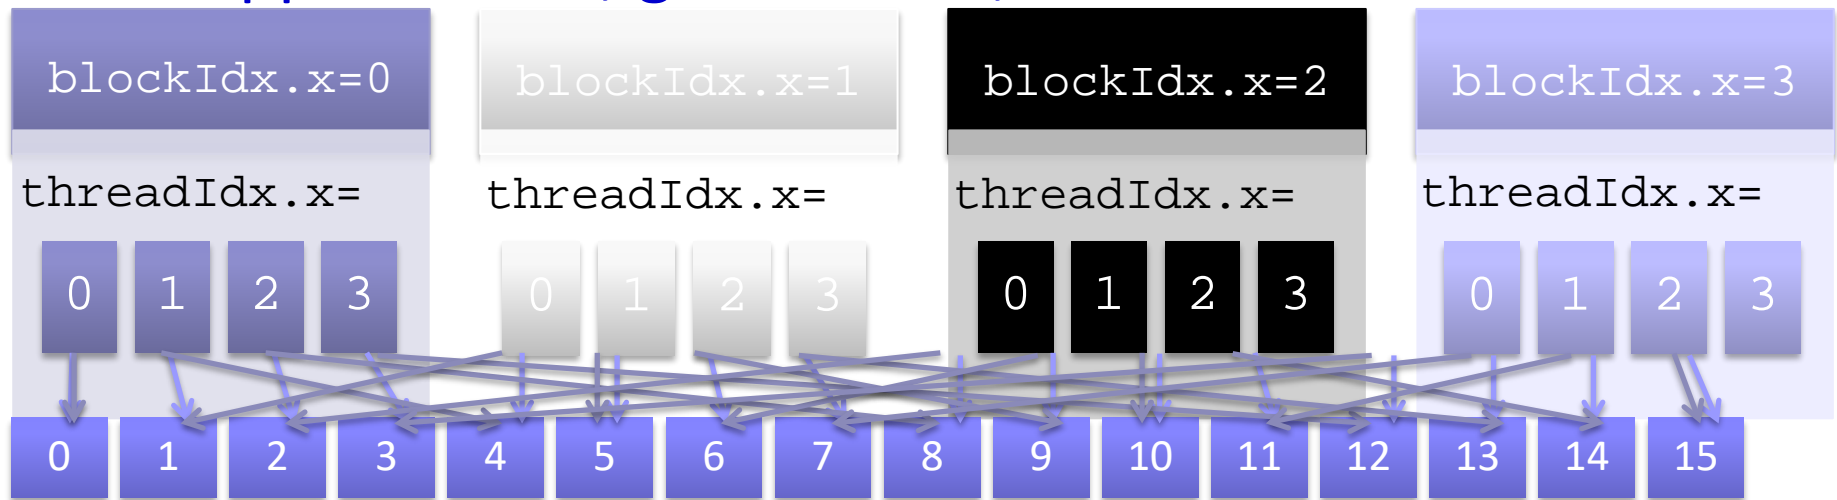 blockIdx.x=0 blockIdx.x=1 blockIdx.x=2 blockIdx.x=3
threadIdx.x= threadIdx.x= threadIdx.x= threadIdx.x=
0 1 2 3 0 1 2 3 0 1 2 3 0 1 2 3
0 1 2 3 4 5 6 7 8 9 10 11 12 13 14 15